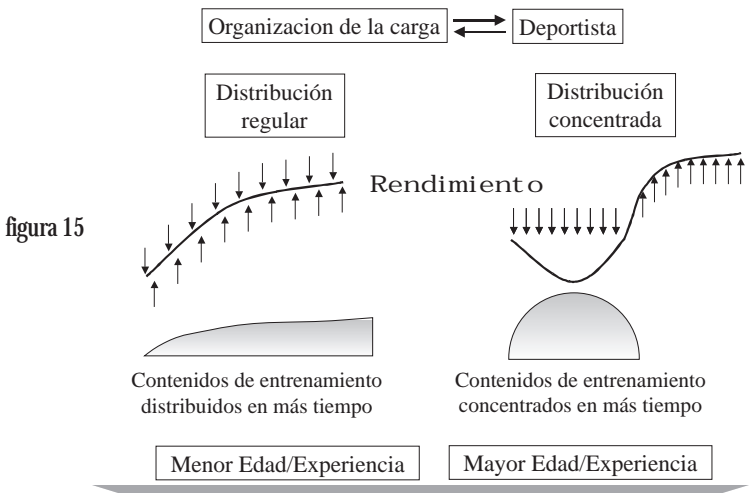 Organizacion de la carga
Deportista
Distribución
regular
Distribución
concentrada
Rendimiento
figura 15
Contenidos de entrenamiento
distribuidos en más tiempo
Contenidos de entrenamiento
concentrados en más tiempo
Menor Edad/Experiencia
Mayor Edad/Experiencia